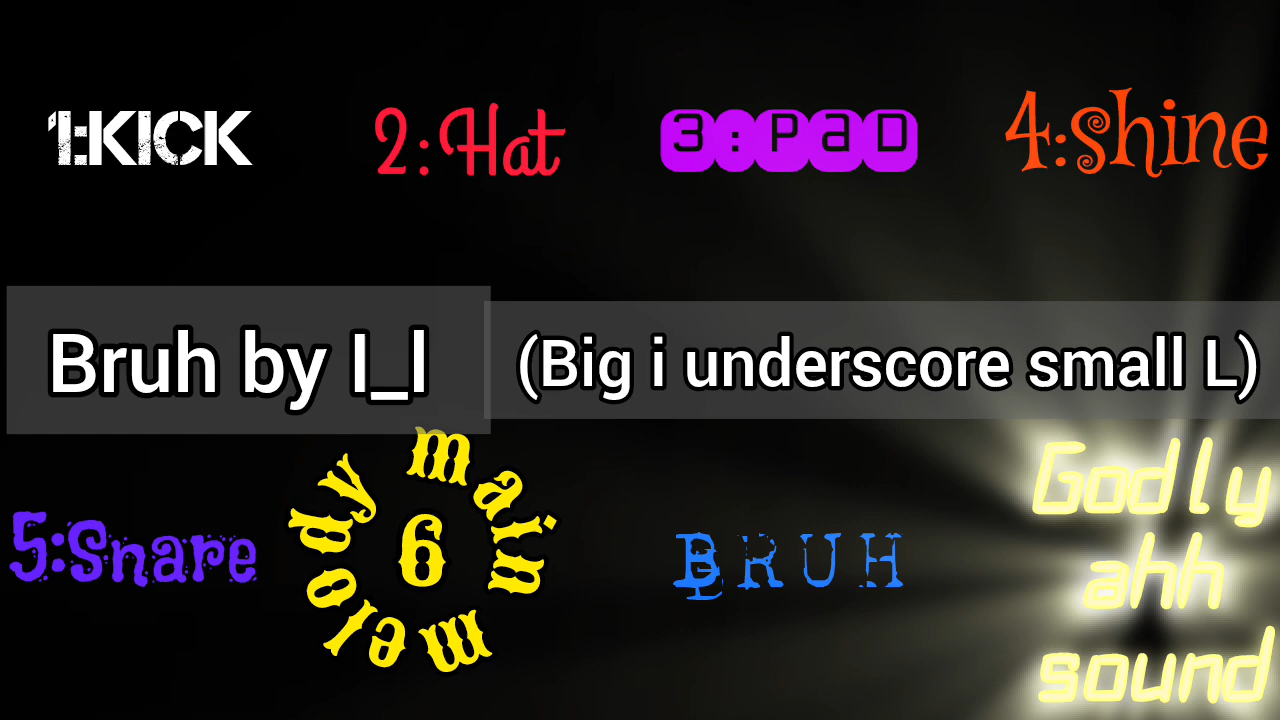 1:KICK
2:Hat
3:PaD
4:shine
Bruh by I_l
(Big i underscore small L)
5:Snare
main melody
6
BRUH
Godly
ahh
sound